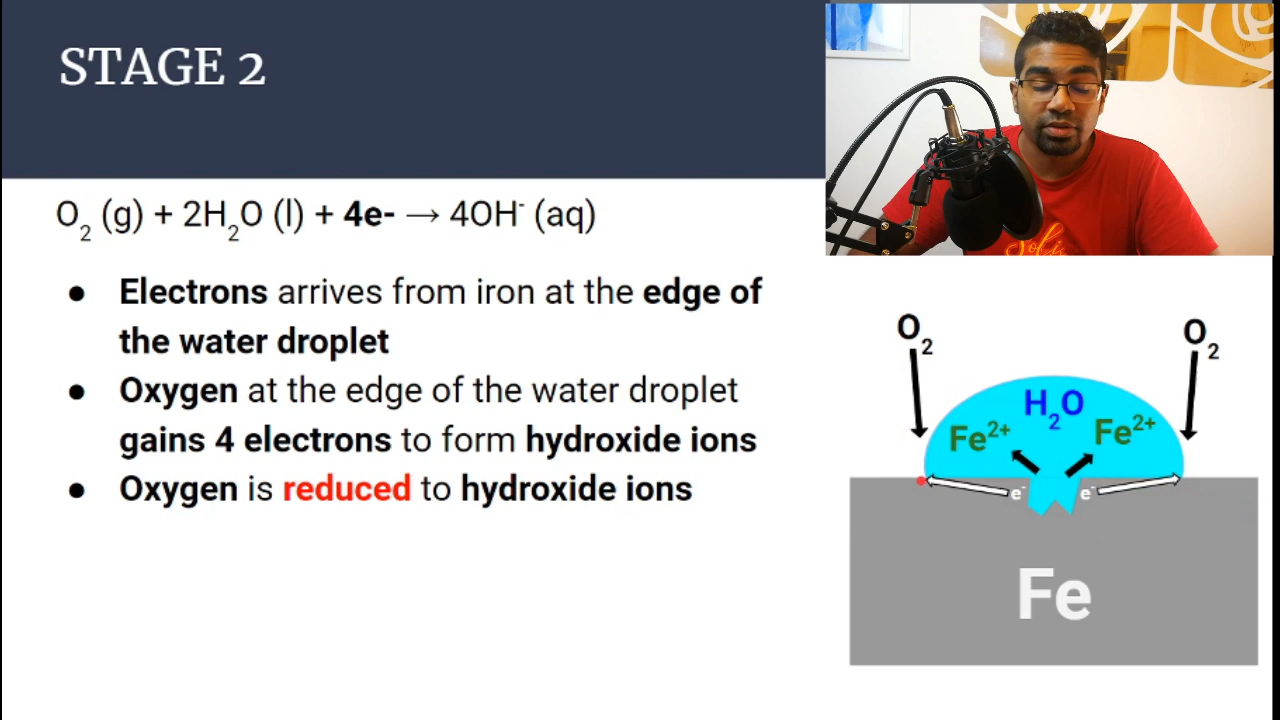 STAGE 2
O₂ (g) + 2H₂O (l) + 4e- → 4OH⁻ (aq)
● Electrons arrives from iron at the edge of
the water droplet
● Oxygen at the edge of the water droplet
gains 4 electrons to form hydroxide ions
● Oxygen is reduced to hydroxide ions
O₂ O₂
H₂O
Fe²⁺ Fe²⁺
e⁻ e⁻
Fe